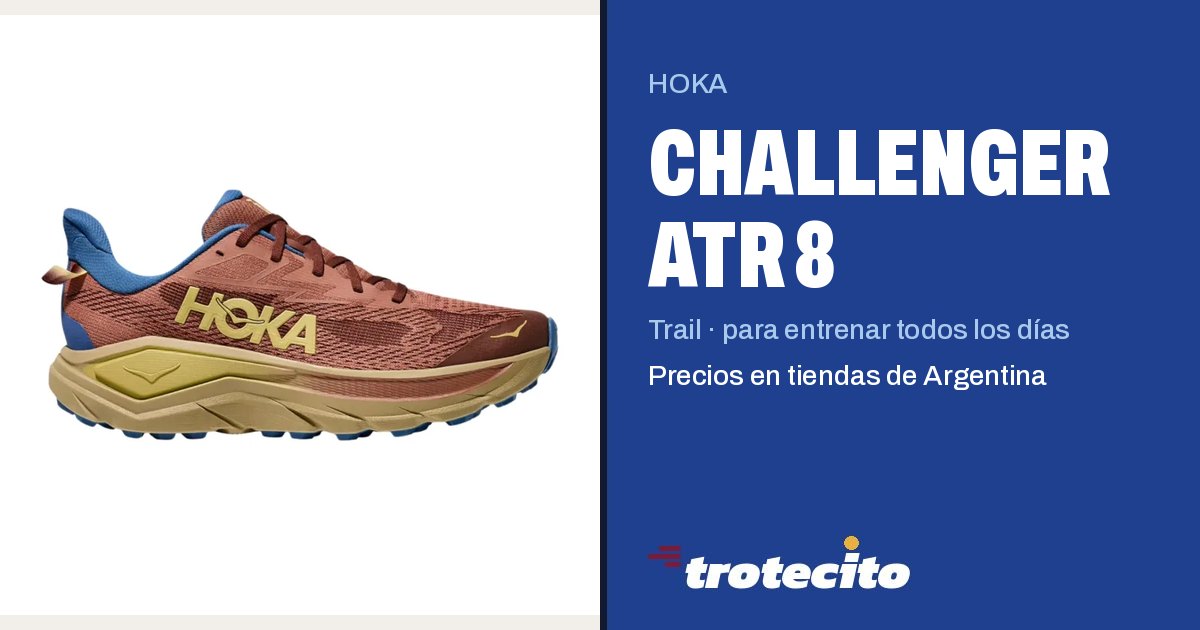 HOKA
HOKA
CHALLENGER
ATR 8
Trail · para entrenar todos los días
Precios en tiendas de Argentina
trotecito